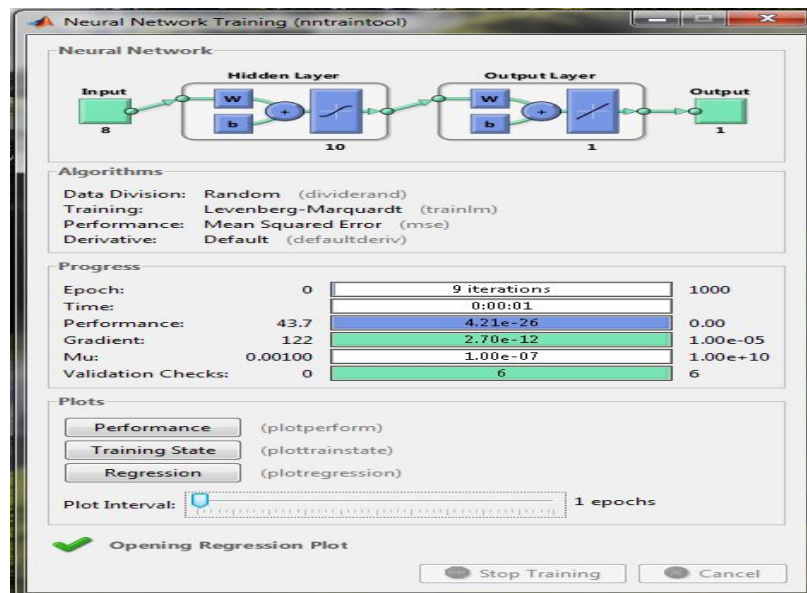 Neural Network Training (nntraintool)
Neural Network
Hidden Layer
Output Layer
Input
Output
W
W
b
b
+
+
8
10
1
1
Algorithms
Data Division: Random (dividerand)
Training: Levenberg-Marquardt (trainlm)
Performance: Mean Squared Error (mse)
Derivative: Default (defaultderiv)
Progress
Epoch: 0 9 iterations 1000
Time: 0:00:01
Performance: 43.7 4.21e-26 0.00
Gradient: 122 2.70e-12 1.00e-05
Mu: 0.00100 1.00e-07 1.00e+10
Validation Checks: 0 6 6
Plots
Performance (plotperform)
Training State (plottrainstate)
Regression (plotregression)
Plot Interval: 1 epochs
Opening Regression Plot
Stop Training Cancel